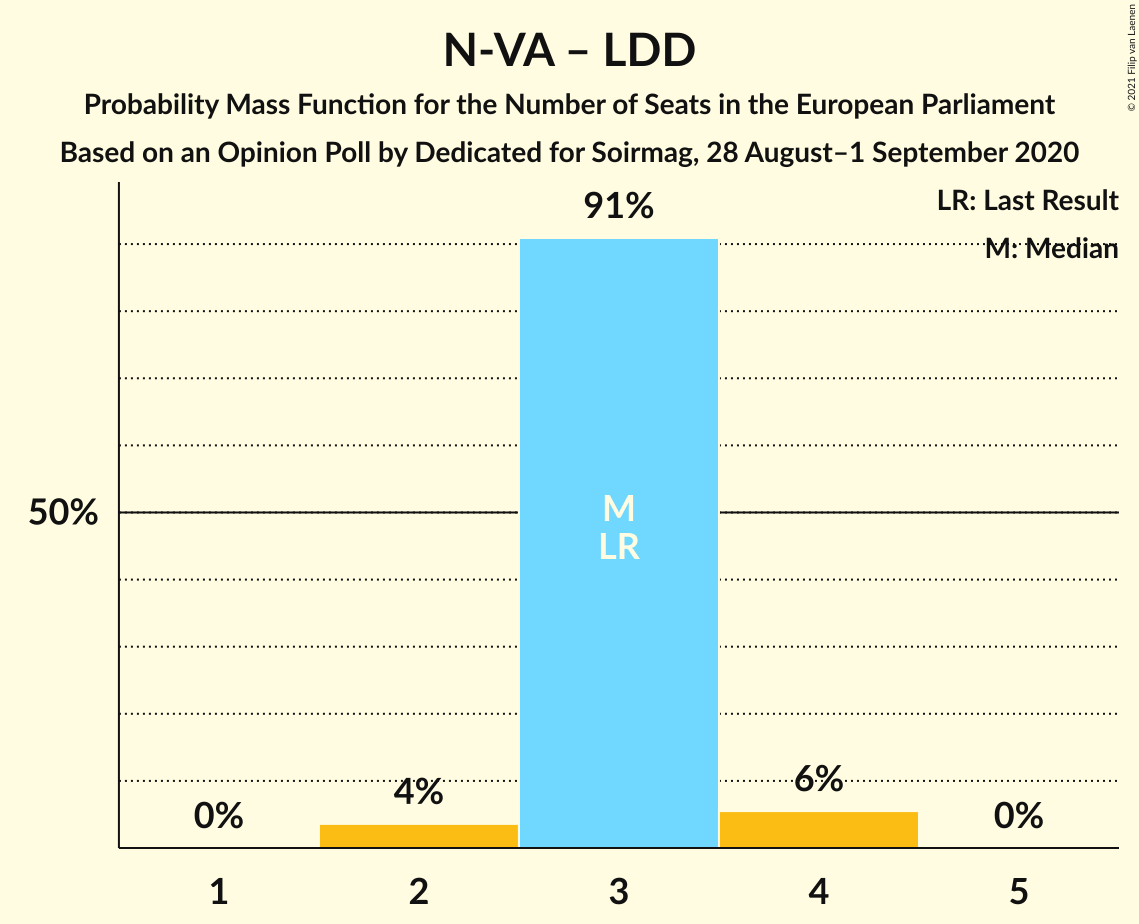 N-VA – LDD
Probability Mass Function for the Number of Seats in the European Parliament
Based on an Opinion Poll by Dedicated for Soirmag, 28 August–1 September 2020
© 2021 Filip van Laenen
LR: Last Result
M: Median
91%
50%
M
LR
0%
4%
6%
0%
1 2 3 4 5